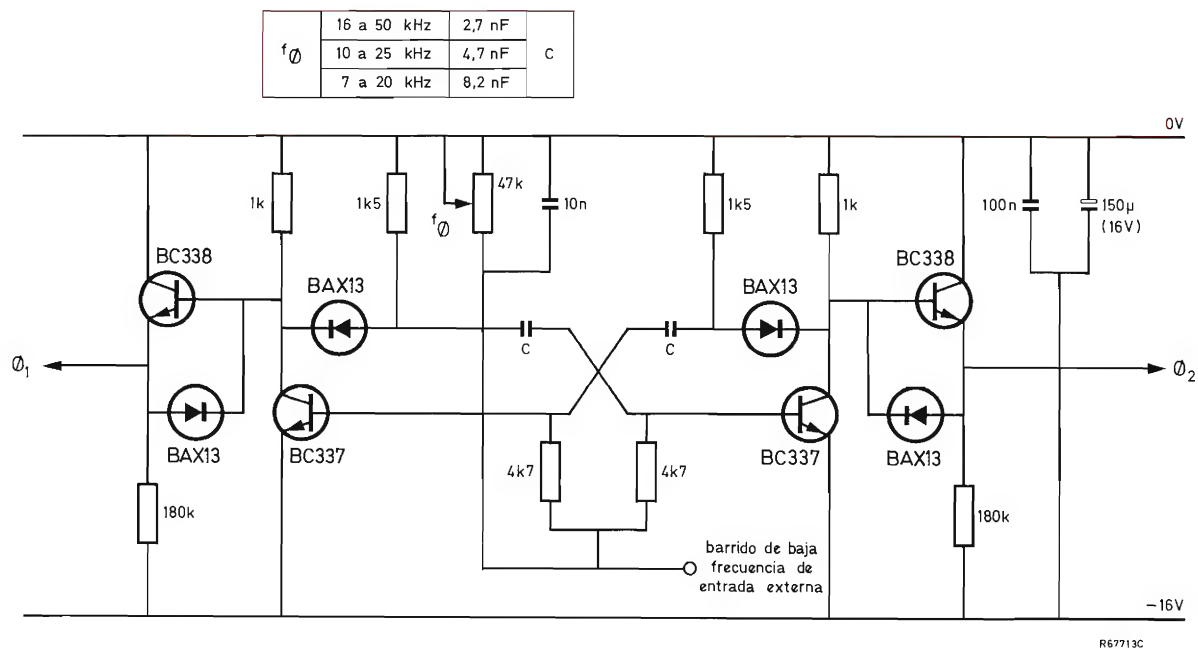 16 a 50 kHz 2,7 nF
f∅ 10 a 25 kHz 4,7 nF C
7 a 20 kHz 8,2 nF
0V
1k
1k5
47k
f∅
10n
1k5
1k
100n
150µ
(16V)
BC338
BAX13
BAX13
BC338
C
C
∅1
∅2
BAX13
BC337
4k7
4k7
BC337
BAX13
180k
180k
barrido de baja
frecuencia de
entrada externa
−16V
R67713C